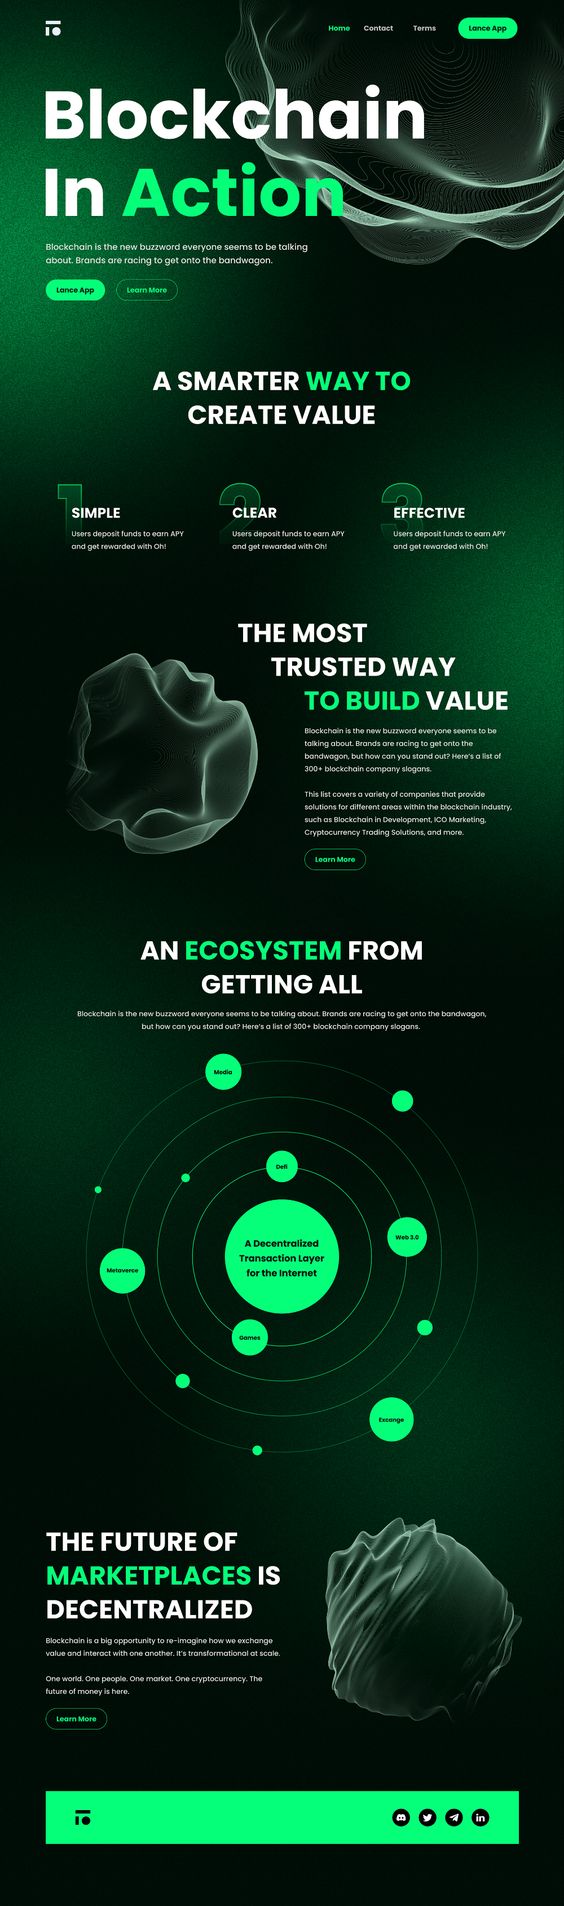 Home Contact Terms Lance App
Blockchain
In Action
Blockchain is the new buzzword everyone seems to be talking
about. Brands are racing to get onto the bandwagon.
Lance App Learn More
A SMARTER WAY TO
CREATE VALUE
1
SIMPLE
Users deposit funds to earn APY
and get rewarded with Oh!
2
CLEAR
Users deposit funds to earn APY
and get rewarded with Oh!
3
EFFECTIVE
Users deposit funds to earn APY
and get rewarded with Oh!
THE MOST
TRUSTED WAY
TO BUILD VALUE
Blockchain is the new buzzword everyone seems to be
talking about. Brands are racing to get onto the
bandwagon, but how can you stand out? Here's a list of
300+ blockchain company slogans.
This list covers a variety of companies that provide
solutions for different areas within the blockchain industry,
such as Blockchain in Development, ICO Marketing,
Cryptocurrency Trading Solutions, and more.
Learn More
AN ECOSYSTEM FROM
GETTING ALL
Blockchain is the new buzzword everyone seems to be talking about. Brands are racing to get onto the bandwagon,
but how can you stand out? Here's a list of 300+ blockchain company slogans.
Media
Defi
Web 3.0
A Decentralized
Transaction Layer
for the Internet
Metaverce
Games
Excange
THE FUTURE OF
MARKETPLACES IS
DECENTRALIZED
Blockchain is a big opportunity to re-imagine how we exchange
value and interact with one another. It's transformational at scale.
One world. One people. One market. One cryptocurrency. The
future of money is here.
Learn More
in